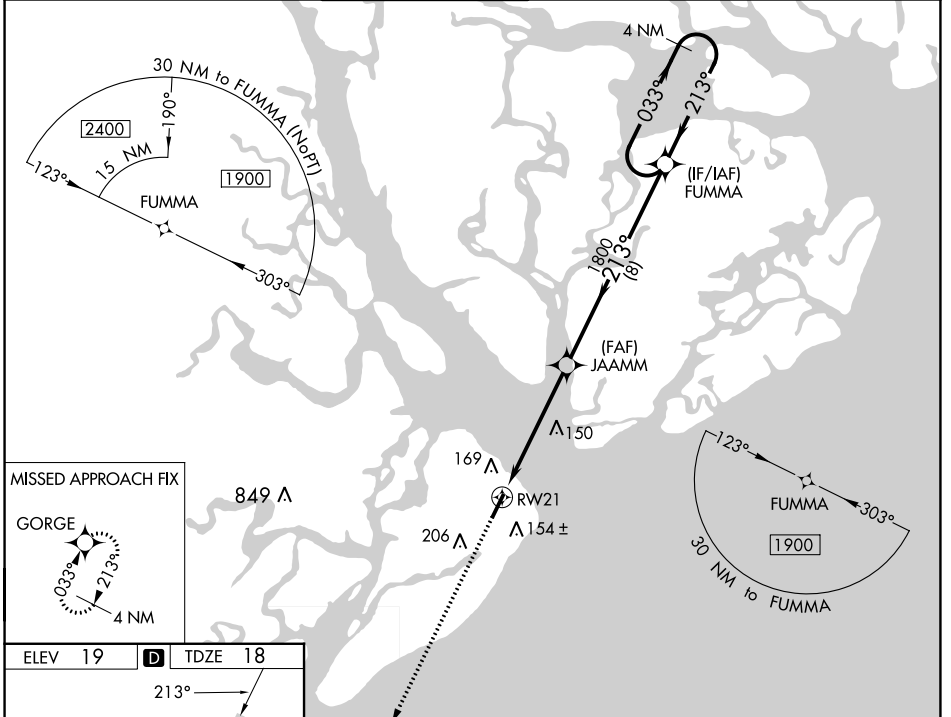 4 NM
033°
213°
(IF/IAF)
FUMMA
30 NM to FUMMA (NoPT)
190°
2400
15 NM
1900
123°
FUMMA
303°
1800
213°
(8)
(FAF)
JAAMM
150
169
RW21
206
154 ±
849
123°
FUMMA
303°
1900
30 NM to FUMMA
MISSED APPROACH FIX
GORGE
033°
213°
4 NM
ELEV 19 D TDZE 18
213°